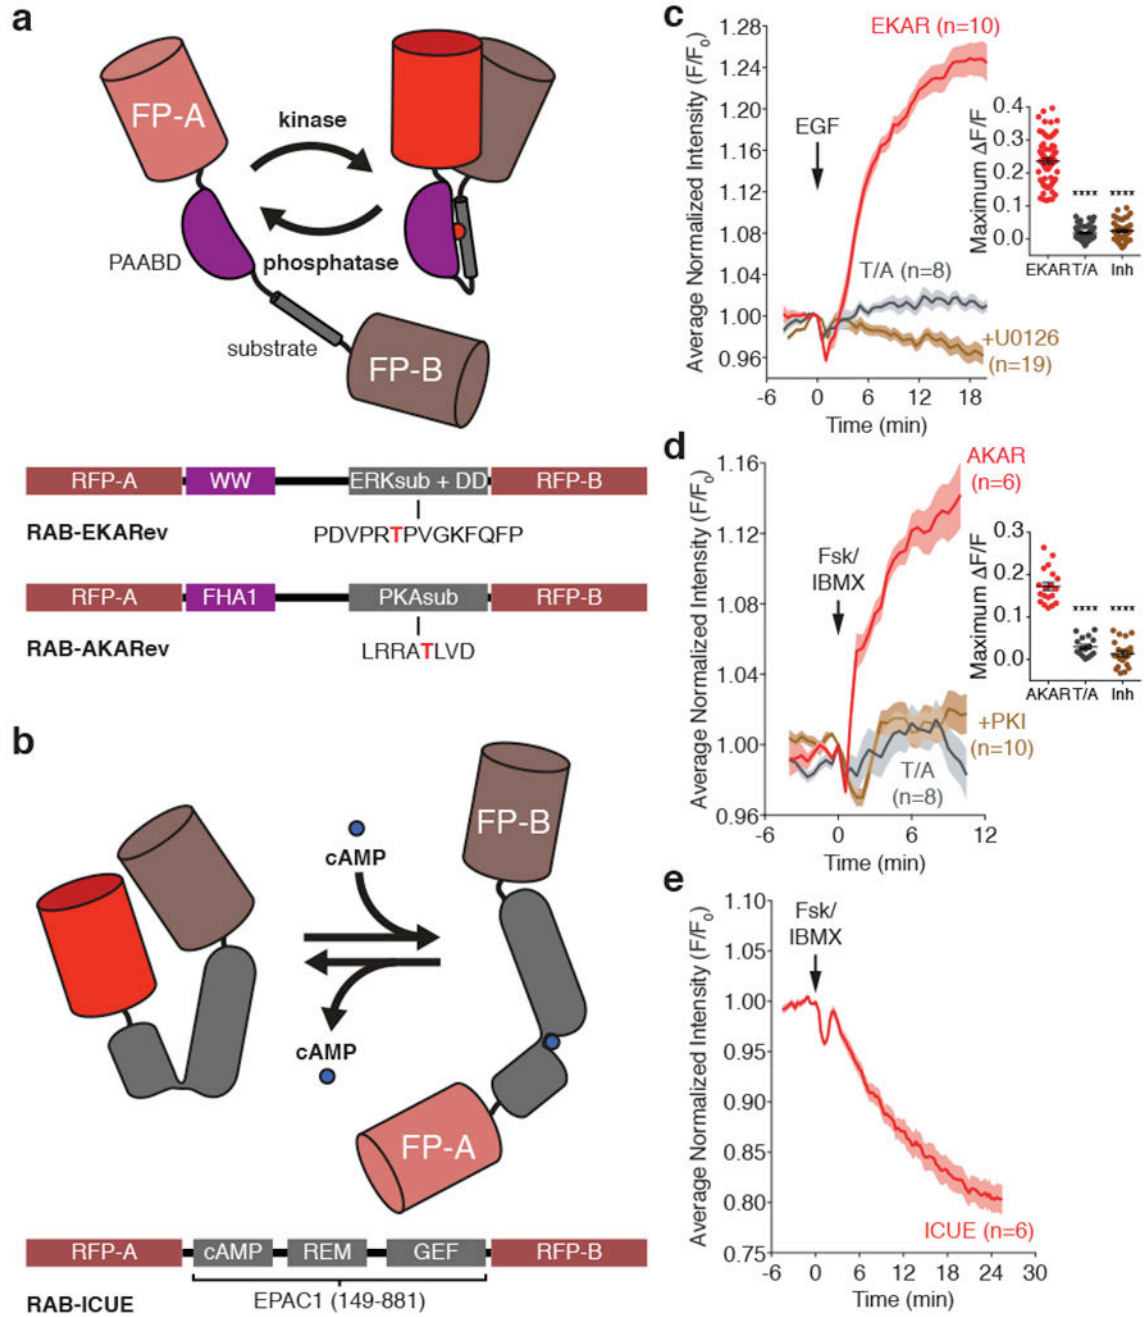 a
FP-A
kinase
PAABD
phosphatase
substrate
FP-B
RFP-A WW ERKsub + DD RFP-B
RAB-EKARev
PDVPRTPVGKFQFP
RFP-A FHA1 PKAsub RFP-B
RAB-AKARev
LRRATLVD
b
FP-B
cAMP
cAMP
FP-A
RFP-A cAMP REM GEF RFP-B
RAB-ICUE
EPAC1 (149-881)
c
Average Normalized Intensity (F/F0)
1.28
1.24
1.20
1.16
1.12
1.08
1.04
1.00
0.96
EKAR (n=10)
EGF
T/A (n=8)
+U0126
(n=19)
-6 0 6 12 18
Time (min)
Maximum ΔF/F
0.4
0.3
0.2
0.1
0.0
**** ****
EKAR T/A Inh
d
Average Normalized Intensity (F/F0)
1.16
1.12
1.08
1.04
1.00
0.96
AKAR
(n=6)
Fsk/
IBMX
+PKI
(n=10)
T/A
(n=8)
-6 0 6 12
Time (min)
Maximum ΔF/F
0.3
0.2
0.1
0.0
**** ****
AKAR T/A Inh
e
Average Normalized Intensity (F/F0)
1.10
1.05
1.00
0.95
0.90
0.85
0.80
0.75
Fsk/
IBMX
ICUE (n=6)
-6 0 6 12 18 24 30
Time (min)